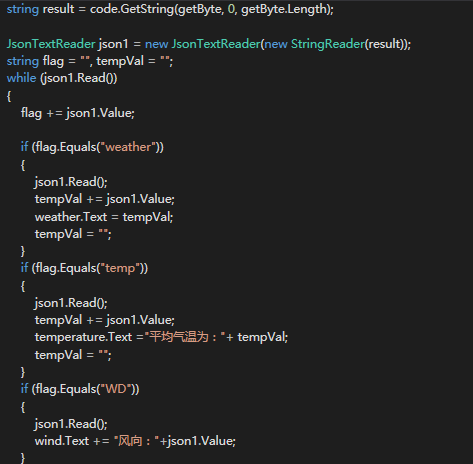 string result = code.GetString(getByte, 0, getByte.Length);
JsonTextReader json1 = new JsonTextReader(new StringReader(result));
string flag = "", tempVal = "";
while (json1.Read())
{
flag += json1.Value;
if (flag.Equals("weather"))
{
json1.Read();
tempVal += json1.Value;
weather.Text = tempVal;
tempVal = "";
}
if (flag.Equals("temp"))
{
json1.Read();
tempVal += json1.Value;
temperature.Text ="平均气温为："+ tempVal;
tempVal = "";
}
if (flag.Equals("WD"))
{
json1.Read();
wind.Text += "风向："+json1.Value;
}